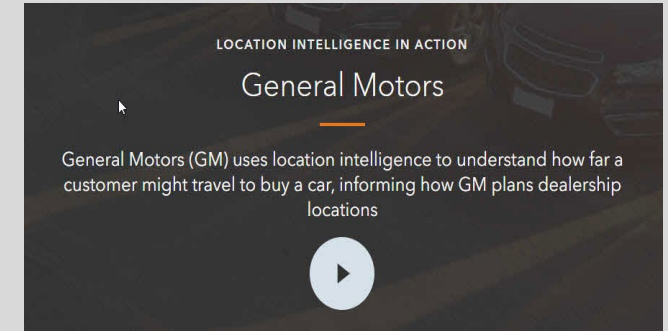 LOCATION INTELLIGENCE IN ACTION
General Motors
General Motors (GM) uses location intelligence to understand how far a
customer might travel to buy a car, informing how GM plans dealership
locations